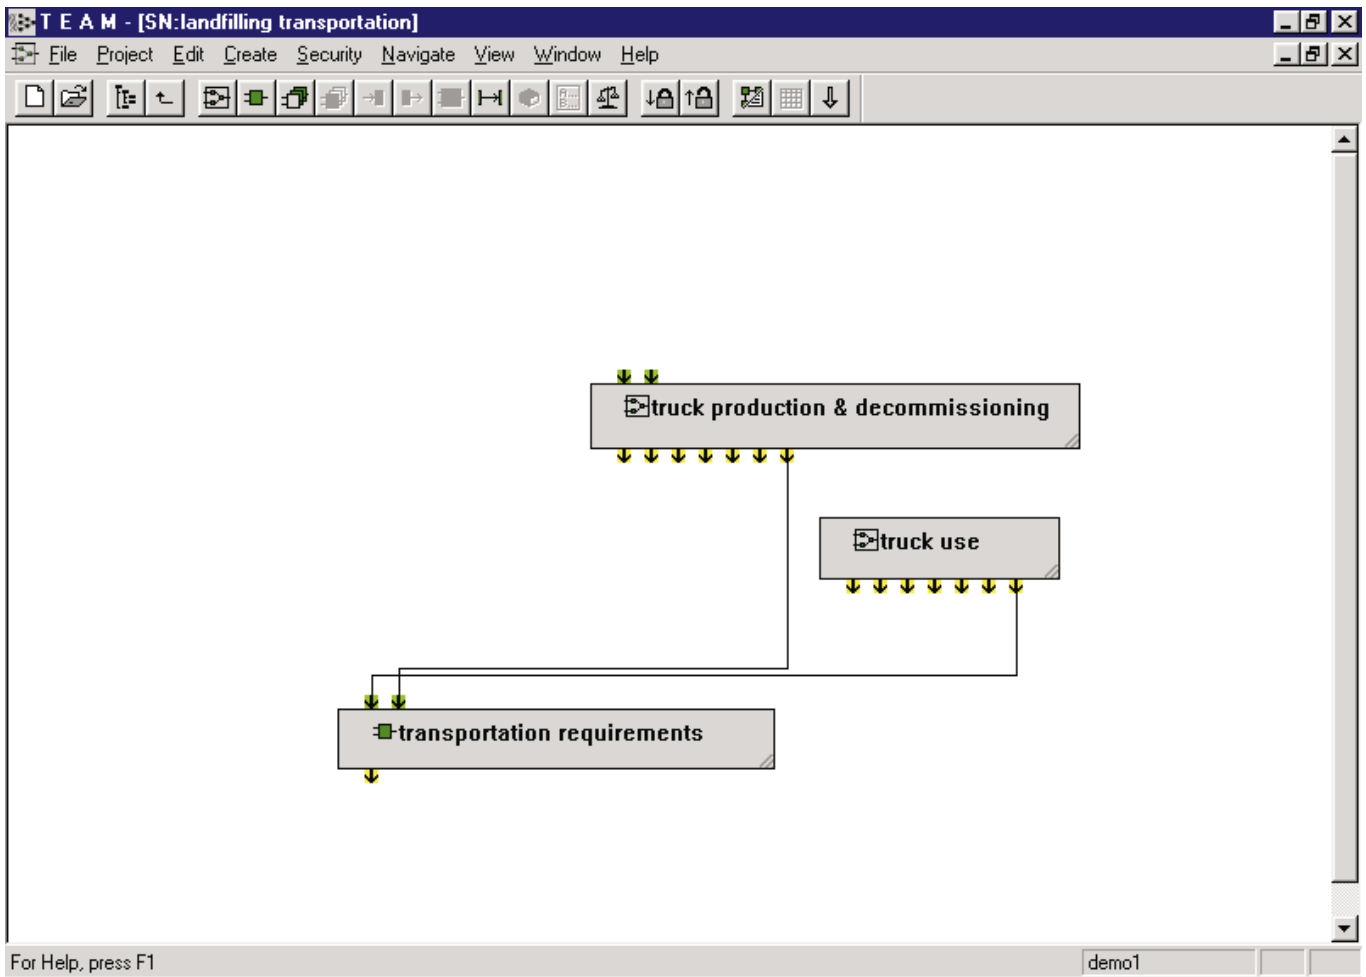 T E A M - [SN:landfilling transportation]
File Project Edit Create Security Navigate View Window Help
truck production & decommissioning
truck use
transportation requirements
For Help, press F1 demo1